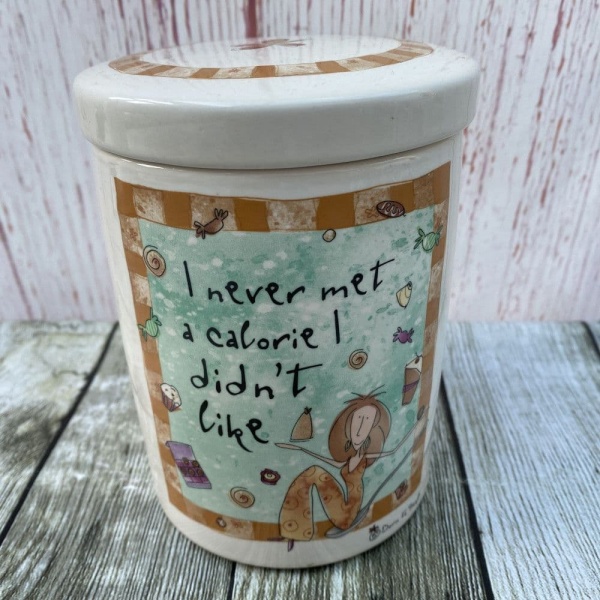 I never met
a calorie I
didn't
like